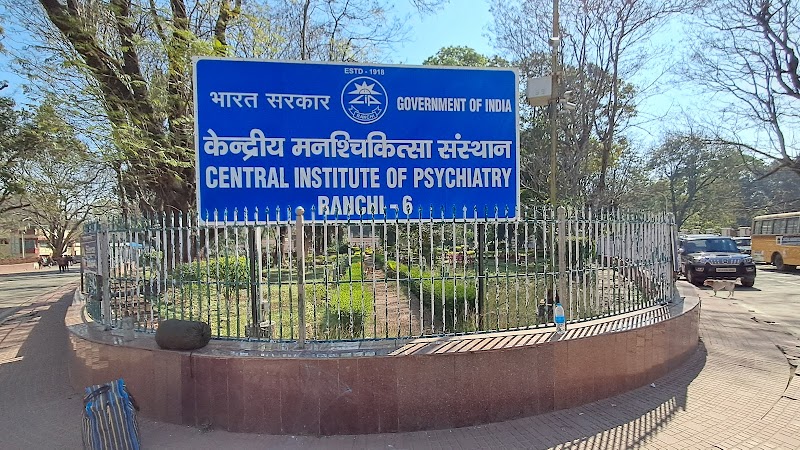 ESTD - 1918
भारत सरकार
GOVERNMENT OF INDIA
केन्द्रीय मनश्चिकित्सा संस्थान
CENTRAL INSTITUTE OF PSYCHIATRY
RANCHI - 6